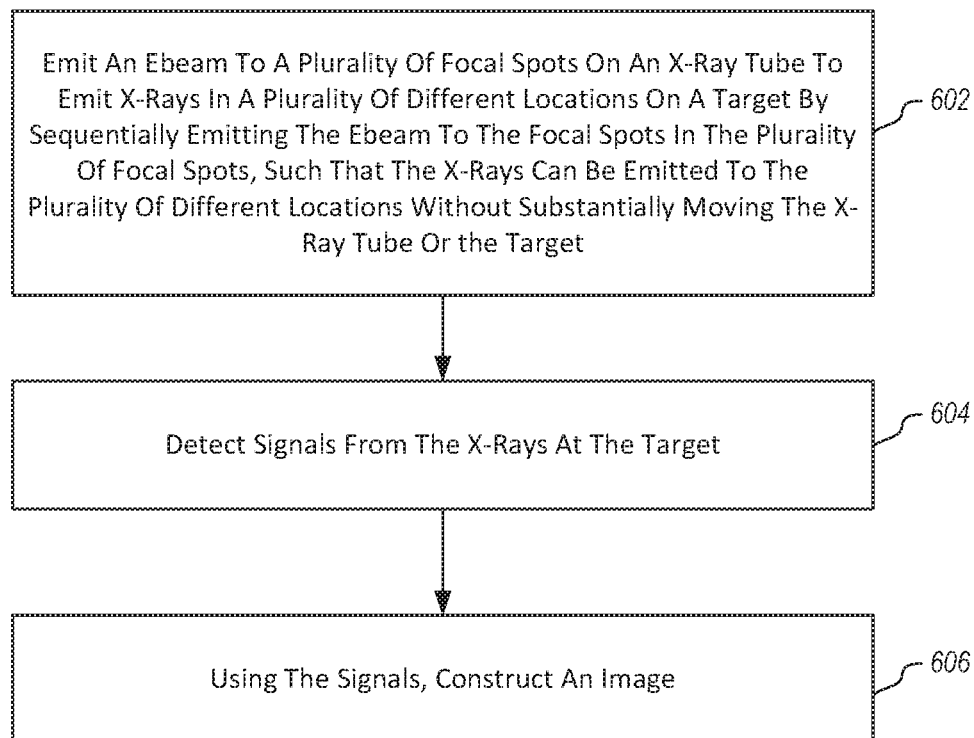 Emit An Ebeam To A Plurality Of Focal Spots On An X-Ray Tube To
Emit X-Rays In A Plurality Of Different Locations On A Target By
Sequentially Emitting The Ebeam To The Focal Spots In The Plurality
Of Focal Spots, Such That The X-Rays Can Be Emitted To The
Plurality Of Different Locations Without Substantially Moving The X-
Ray Tube Or the Target
602
Detect Signals From The X-Rays At The Target
604
Using The Signals, Construct An Image
606